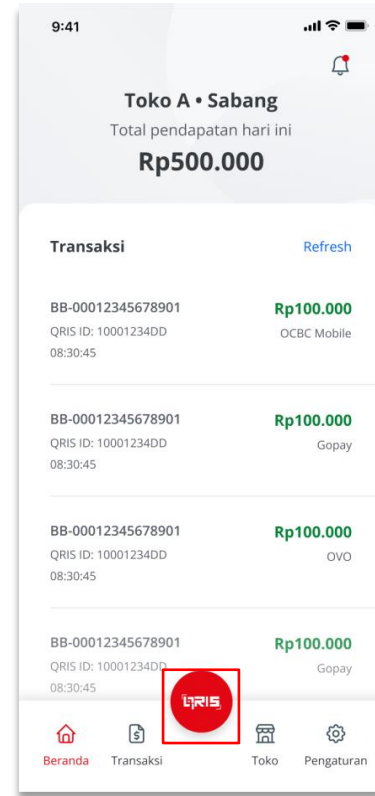 9:41
Toko A • Sabang
Total pendapatan hari ini
Rp500.000
Transaksi Refresh
BB-00012345678901 Rp100.000
QRIS ID: 10001234DD OCBC Mobile
08:30:45
BB-00012345678901 Rp100.000
QRIS ID: 10001234DD Gopay
08:30:45
BB-00012345678901 Rp100.000
QRIS ID: 10001234DD OVO
08:30:45
BB-00012345678901 Rp100.000
QRIS ID: 10001234DD Gopay
08:30:45
QRIS
Beranda Transaksi Toko Pengaturan